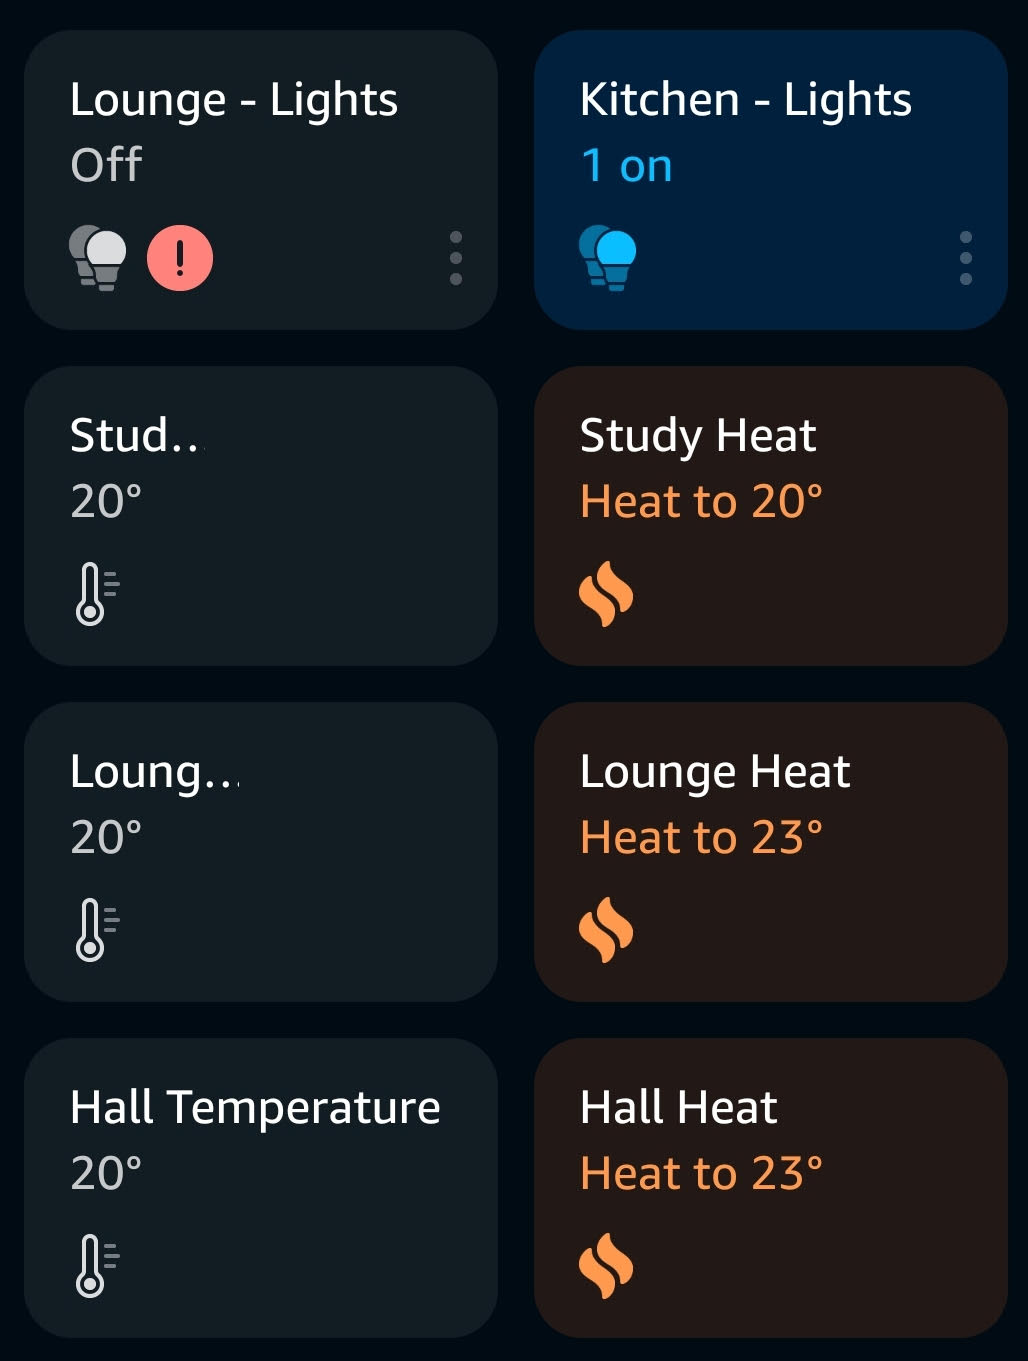 Lounge - Lights
Off
Kitchen - Lights
1 on
Stud...
20°
Study Heat
Heat to 20°
Loung...
20°
Lounge Heat
Heat to 23°
Hall Temperature
20°
Hall Heat
Heat to 23°